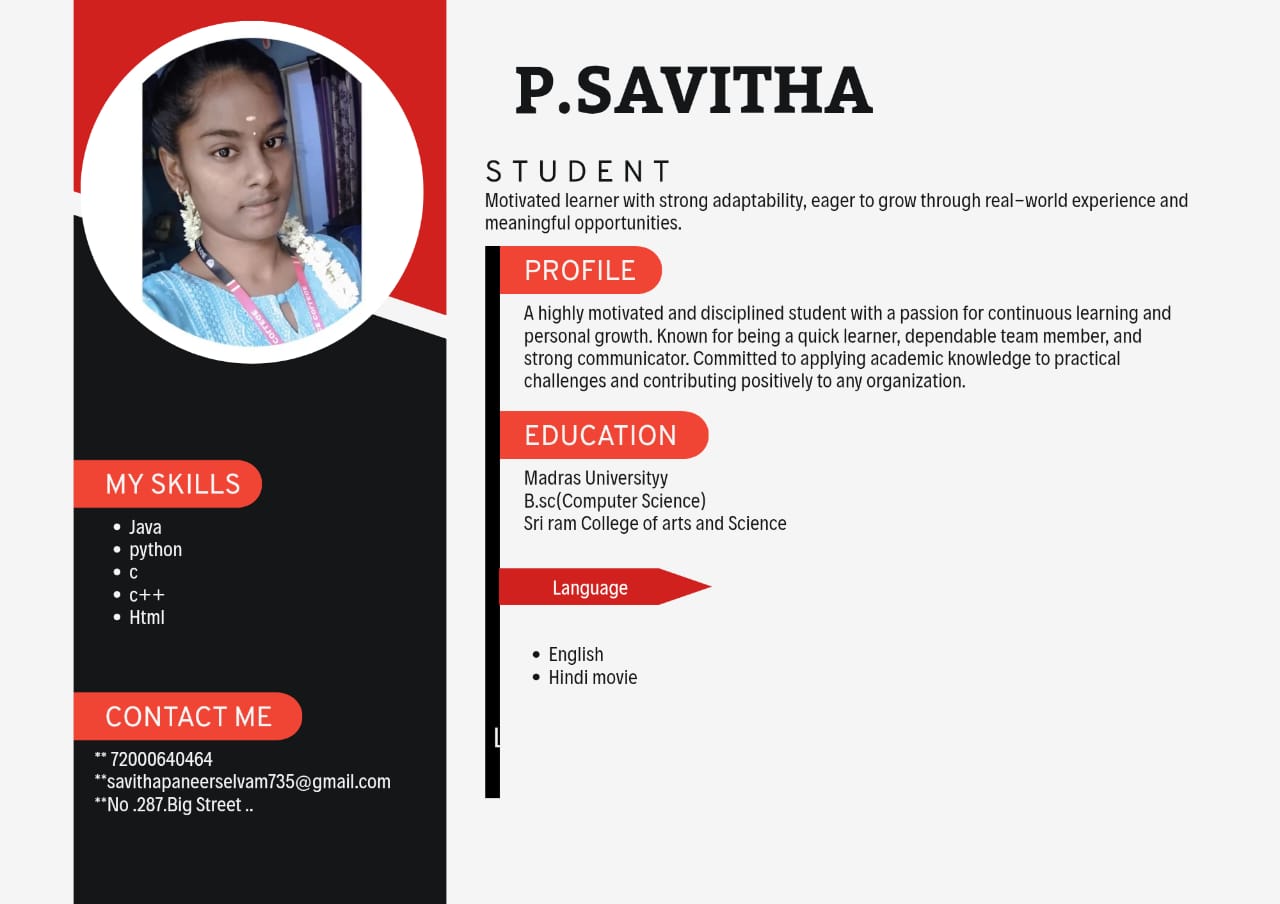 P.SAVITHA
STUDENT
Motivated learner with strong adaptability, eager to grow through real-world experience and
meaningful opportunities.
PROFILE
A highly motivated and disciplined student with a passion for continuous learning and
personal growth. Known for being a quick learner, dependable team member, and
strong communicator. Committed to applying academic knowledge to practical
challenges and contributing positively to any organization.
EDUCATION
Madras Universityy
B.sc(Computer Science)
Sri ram College of arts and Science
Language
• English
• Hindi movie
L
MY SKILLS
• Java
• python
• c
• c++
• Html
CONTACT ME
** 72000640464
**savithapaneerselvam735@gmail.com
**No .287.Big Street ..
COLLEGE